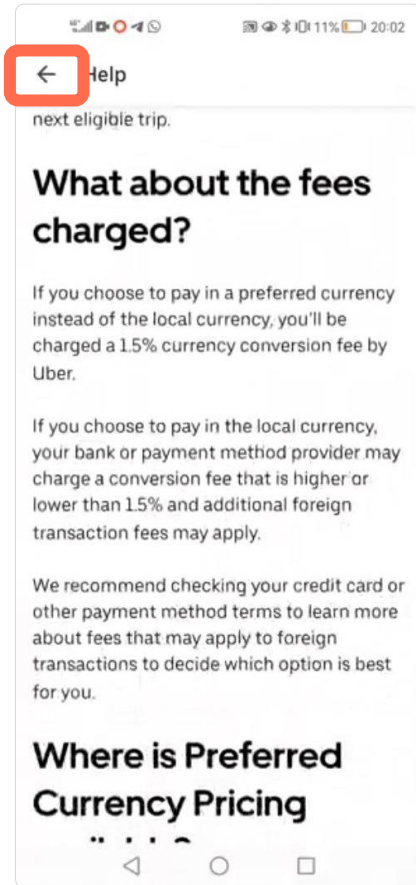 11% 20:02
Help
next eligible trip.
What about the fees
charged?
If you choose to pay in a preferred currency
instead of the local currency, you'll be
charged a 1.5% currency conversion fee by
Uber.
If you choose to pay in the local currency,
your bank or payment method provider may
charge a conversion fee that is higher or
lower than 1.5% and additional foreign
transaction fees may apply.
We recommend checking your credit card or
other payment method terms to learn more
about fees that may apply to foreign
transactions to decide which option is best
for you.
Where is Preferred
Currency Pricing